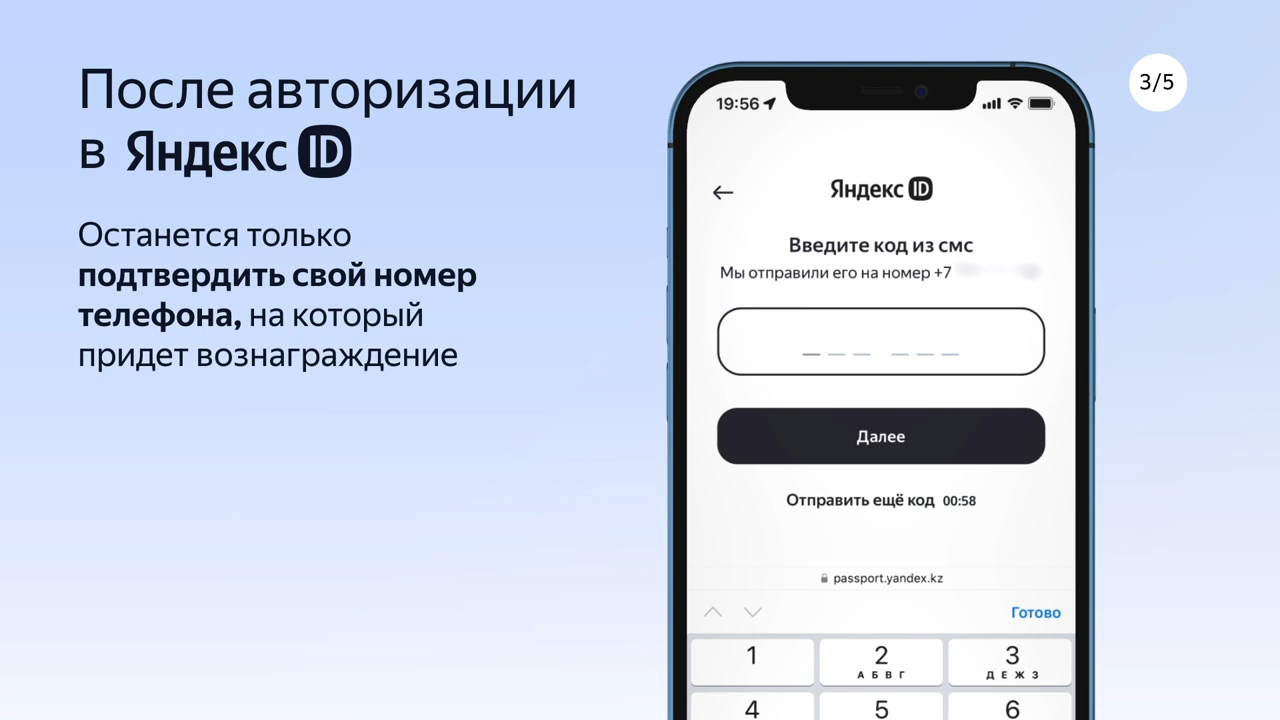 После авторизации
в Яндекс ID
Останется только
подтвердить свой номер
телефона, на который
придет вознаграждение
3/5
19:56
Яндекс ID
Введите код из смс
Мы отправили его на номер +7
Далее
Отправить ещё код 00:58
passport.yandex.kz
Готово
1 2 3
А Б В Г Д Е Ж З
4 5 6